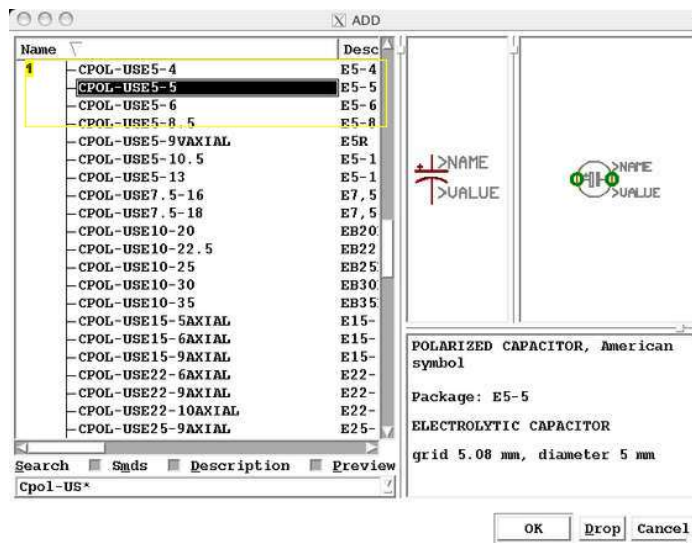 ADD
Name Desc
1
CPOL-USE5-4 E5-4
CPOL-USE5-5 E5-5
CPOL-USE5-6 E5-6
CPOL-USE5-8.5 E5-8
CPOL-USE5-9VAXIAL E5R
CPOL-USE5-10.5 E5-1
CPOL-USE5-13 E5-1
CPOL-USE7.5-16 E7,5
CPOL-USE7.5-18 E7,5
CPOL-USE10-20 EB20
CPOL-USE10-22.5 EB22
CPOL-USE10-25 EB25
CPOL-USE10-30 EB30
CPOL-USE10-35 EB35
CPOL-USE15-5AXIAL E15-
CPOL-USE15-6AXIAL E15-
CPOL-USE15-9AXIAL E15-
CPOL-USE22-6AXIAL E22-
CPOL-USE22-9AXIAL E22-
CPOL-USE22-10AXIAL E22-
CPOL-USE25-9AXIAL E25-
Search Smds Description Preview
Cpol-US*
>NAME
>VALUE
>NAME
>VALUE
POLARIZED CAPACITOR, American
symbol
Package: E5-5
ELECTROLYTIC CAPACITOR
grid 5.08 mm, diameter 5 mm
OK Drop Cancel